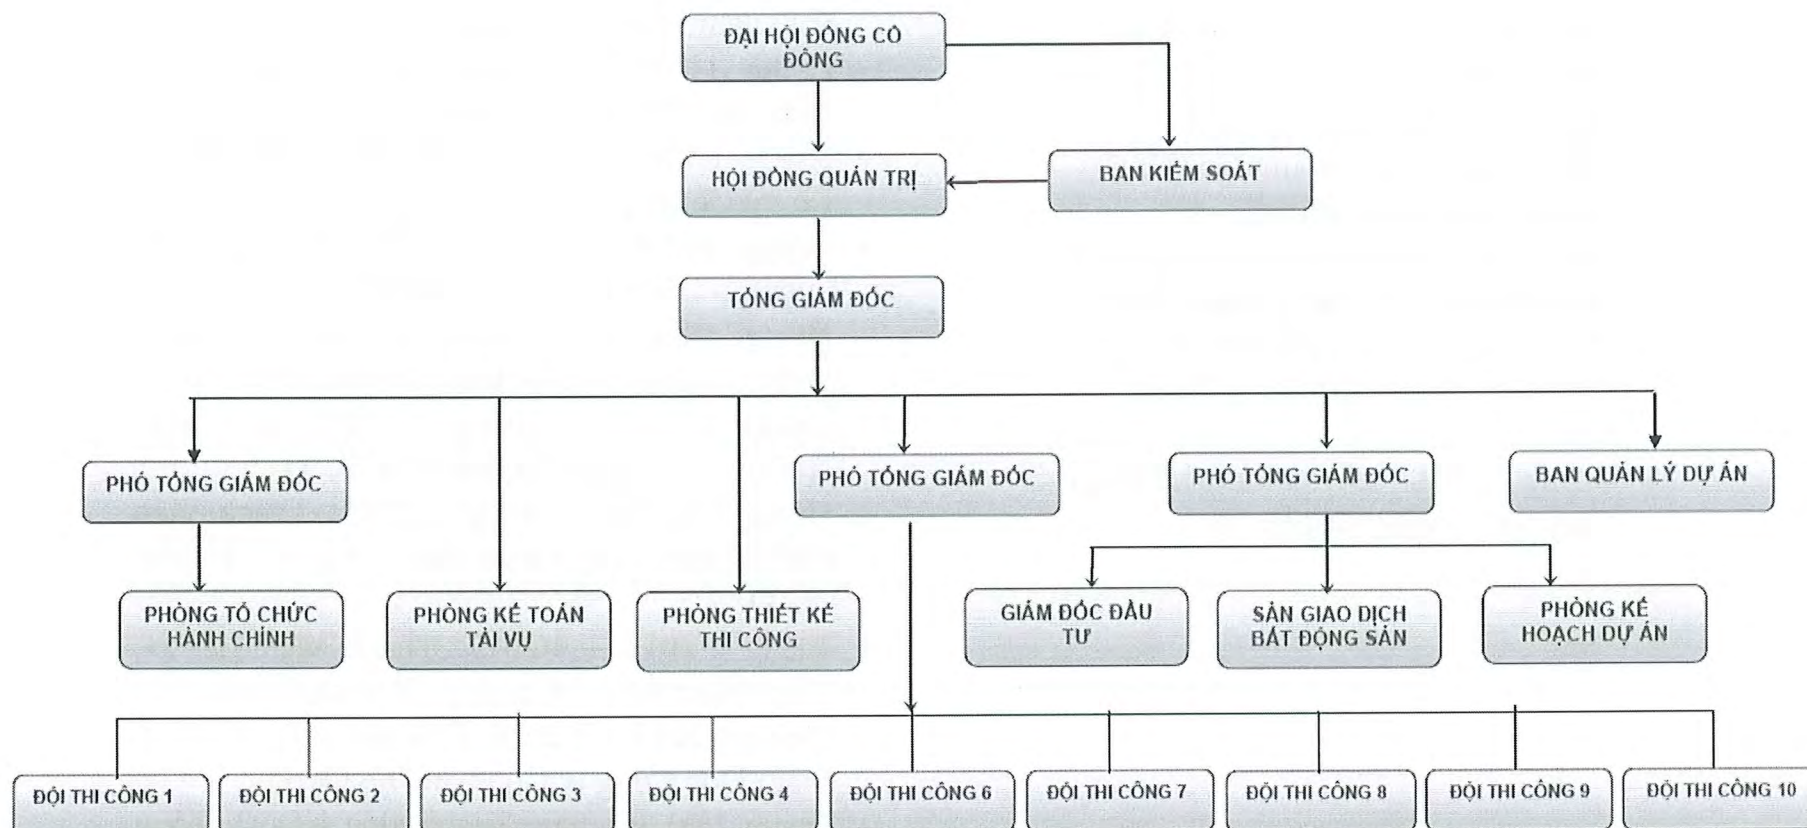 ĐẠI HỘI ĐỒNG CỔ
ĐÔNG
HỘI ĐỒNG QUẢN TRỊ
BAN KIỂM SOÁT
TỔNG GIÁM ĐỐC
PHÓ TỔNG GIÁM ĐỐC
PHÓ TỔNG GIÁM ĐỐC
PHÓ TỔNG GIÁM ĐỐC
BAN QUẢN LÝ DỰ ÁN
PHÒNG TỔ CHỨC
HÀNH CHÍNH
PHÒNG KẾ TOÁN
TÀI VỤ
PHÒNG THIẾT KẾ
THI CÔNG
GIÁM ĐỐC ĐẦU
TƯ
SÀN GIAO DỊCH
BẤT ĐỘNG SẢN
PHÒNG KẾ
HOẠCH DỰ ÁN
ĐỘI THI CÔNG 1
ĐỘI THI CÔNG 2
ĐỘI THI CÔNG 3
ĐỘI THI CÔNG 4
ĐỘI THI CÔNG 6
ĐỘI THI CÔNG 7
ĐỘI THI CÔNG 8
ĐỘI THI CÔNG 9
ĐỘI THI CÔNG 10